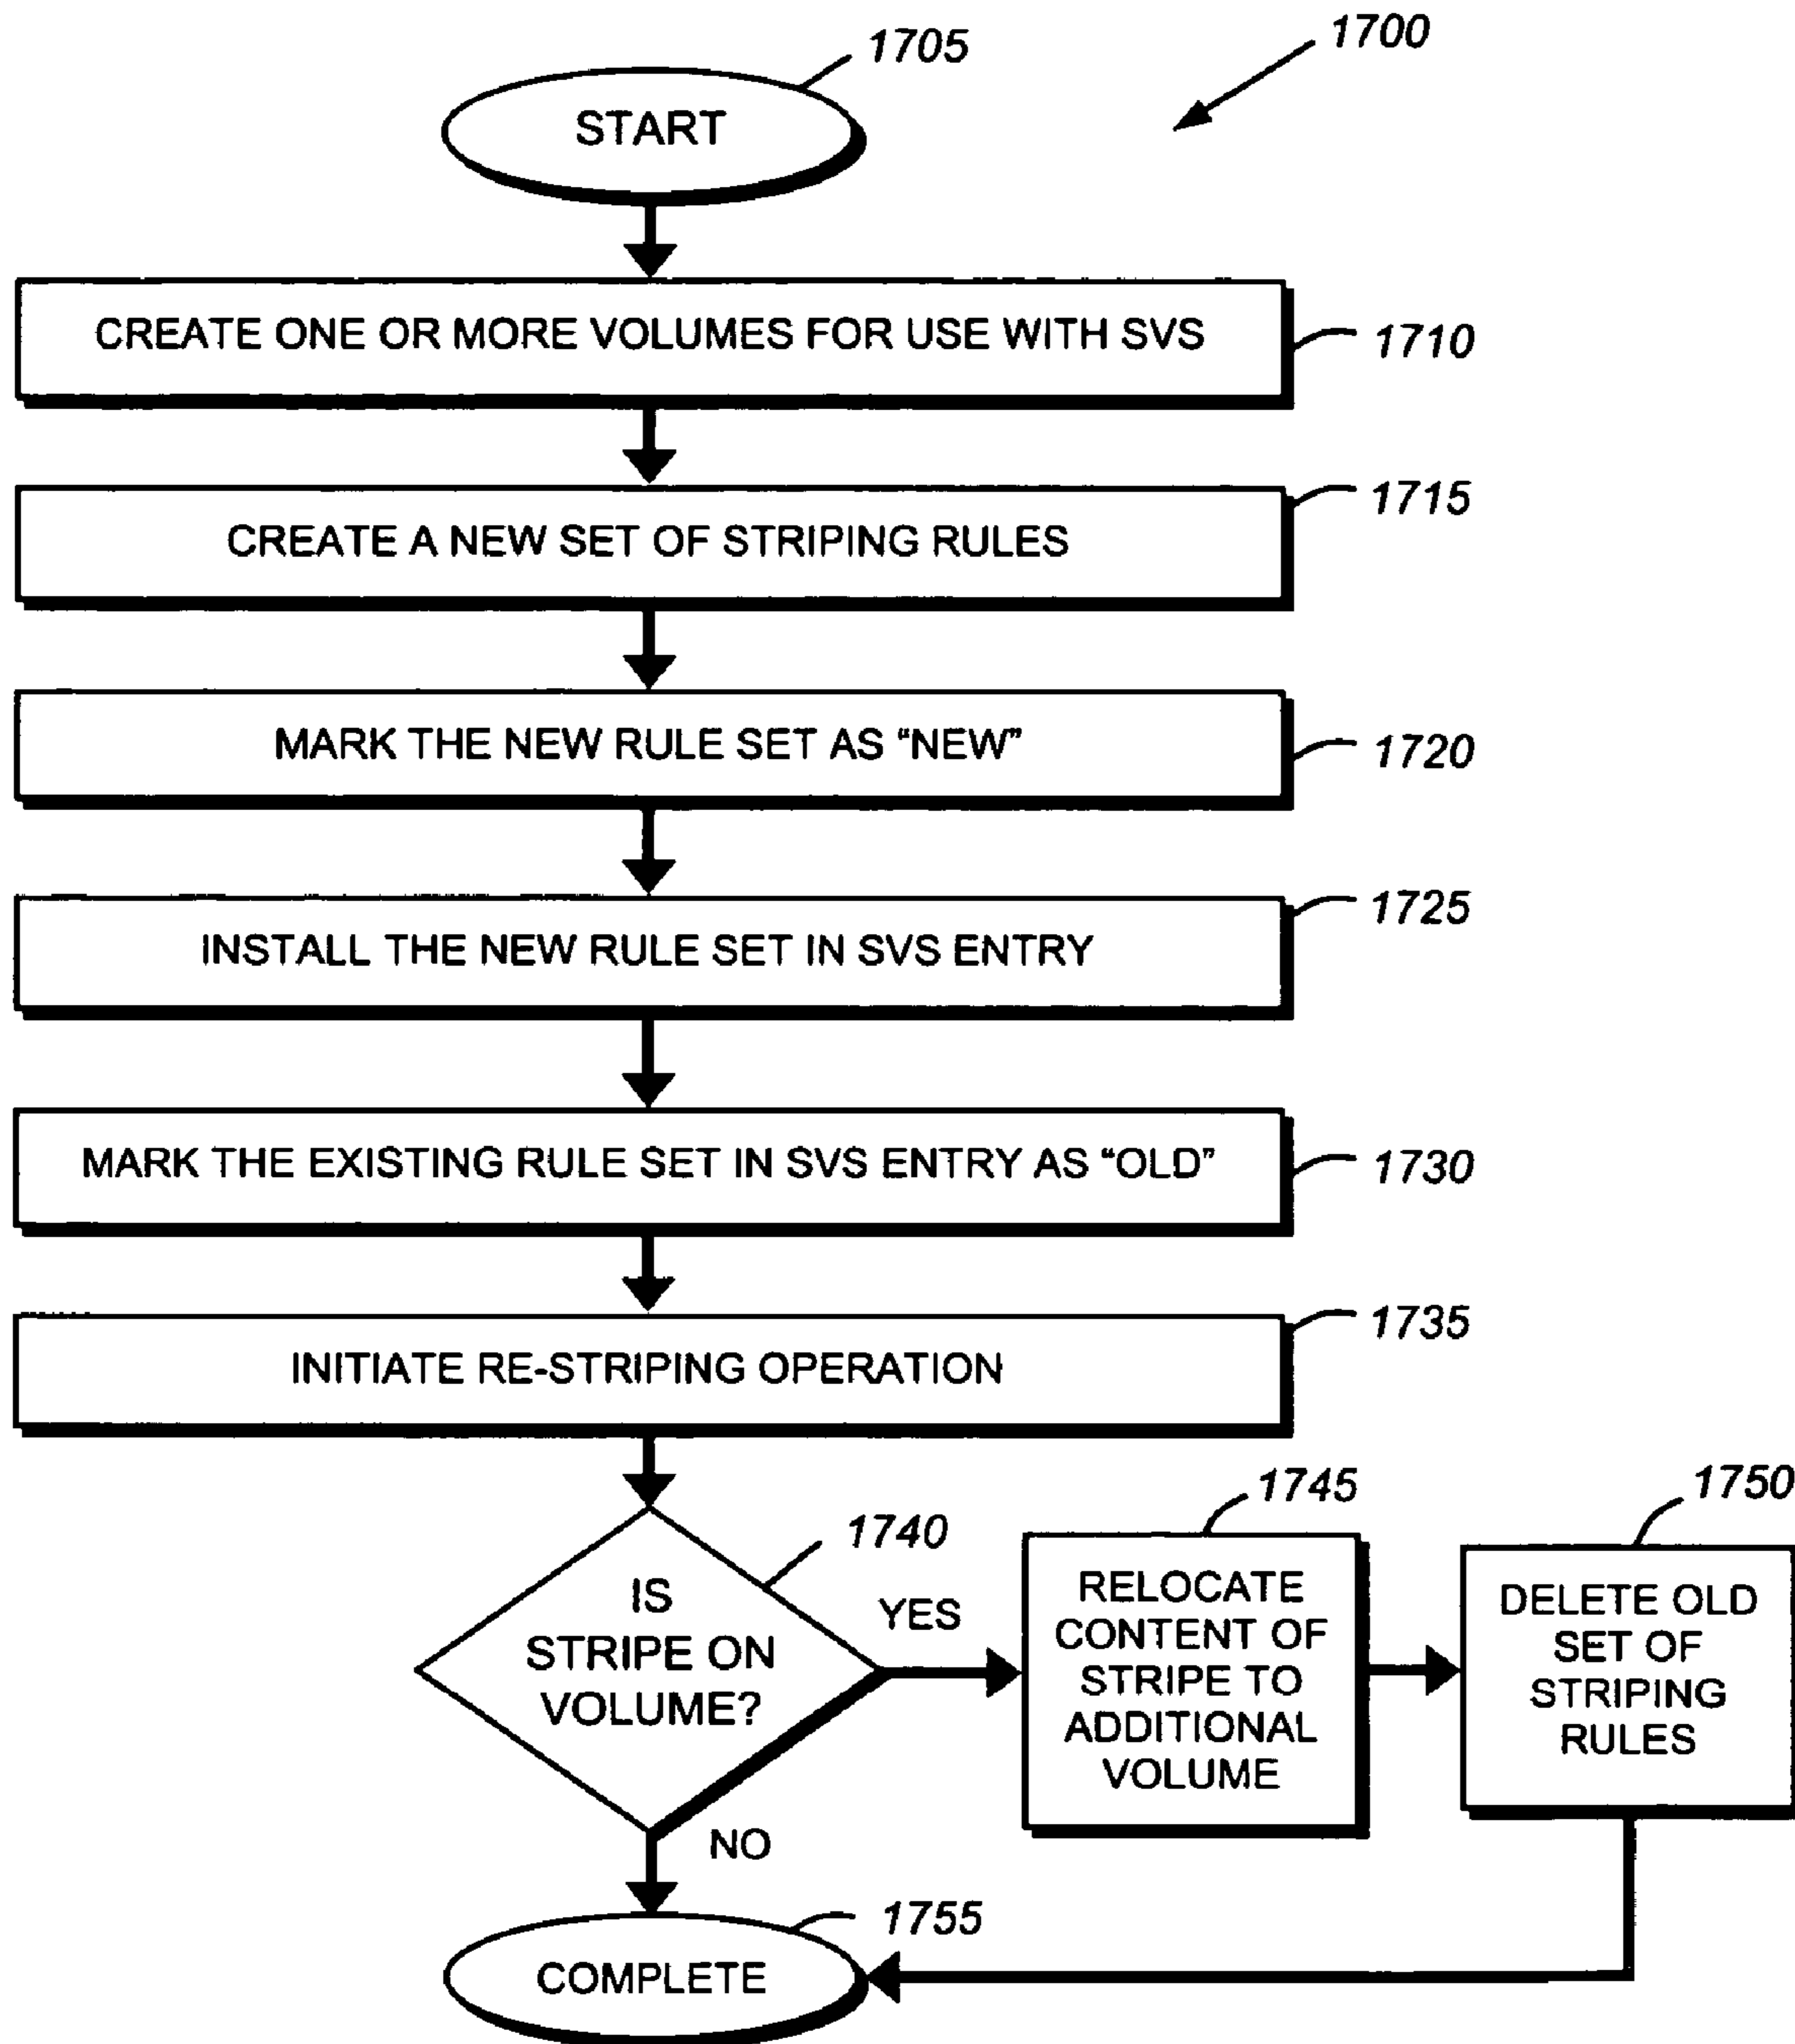 1700
1705
START
CREATE ONE OR MORE VOLUMES FOR USE WITH SVS
1710
1715
CREATE A NEW SET OF STRIPING RULES
MARK THE NEW RULE SET AS “NEW”
1720
1725
INSTALL THE NEW RULE SET IN SVS ENTRY
MARK THE EXISTING RULE SET IN SVS ENTRY AS “OLD”
1730
1735
INITIATE RE-STRIPING OPERATION
1740
IS
STRIPE ON
VOLUME?
YES
NO
1745
RELOCATE
CONTENT OF
STRIPE TO
ADDITIONAL
VOLUME
1750
DELETE OLD
SET OF
STRIPING
RULES
1755
COMPLETE